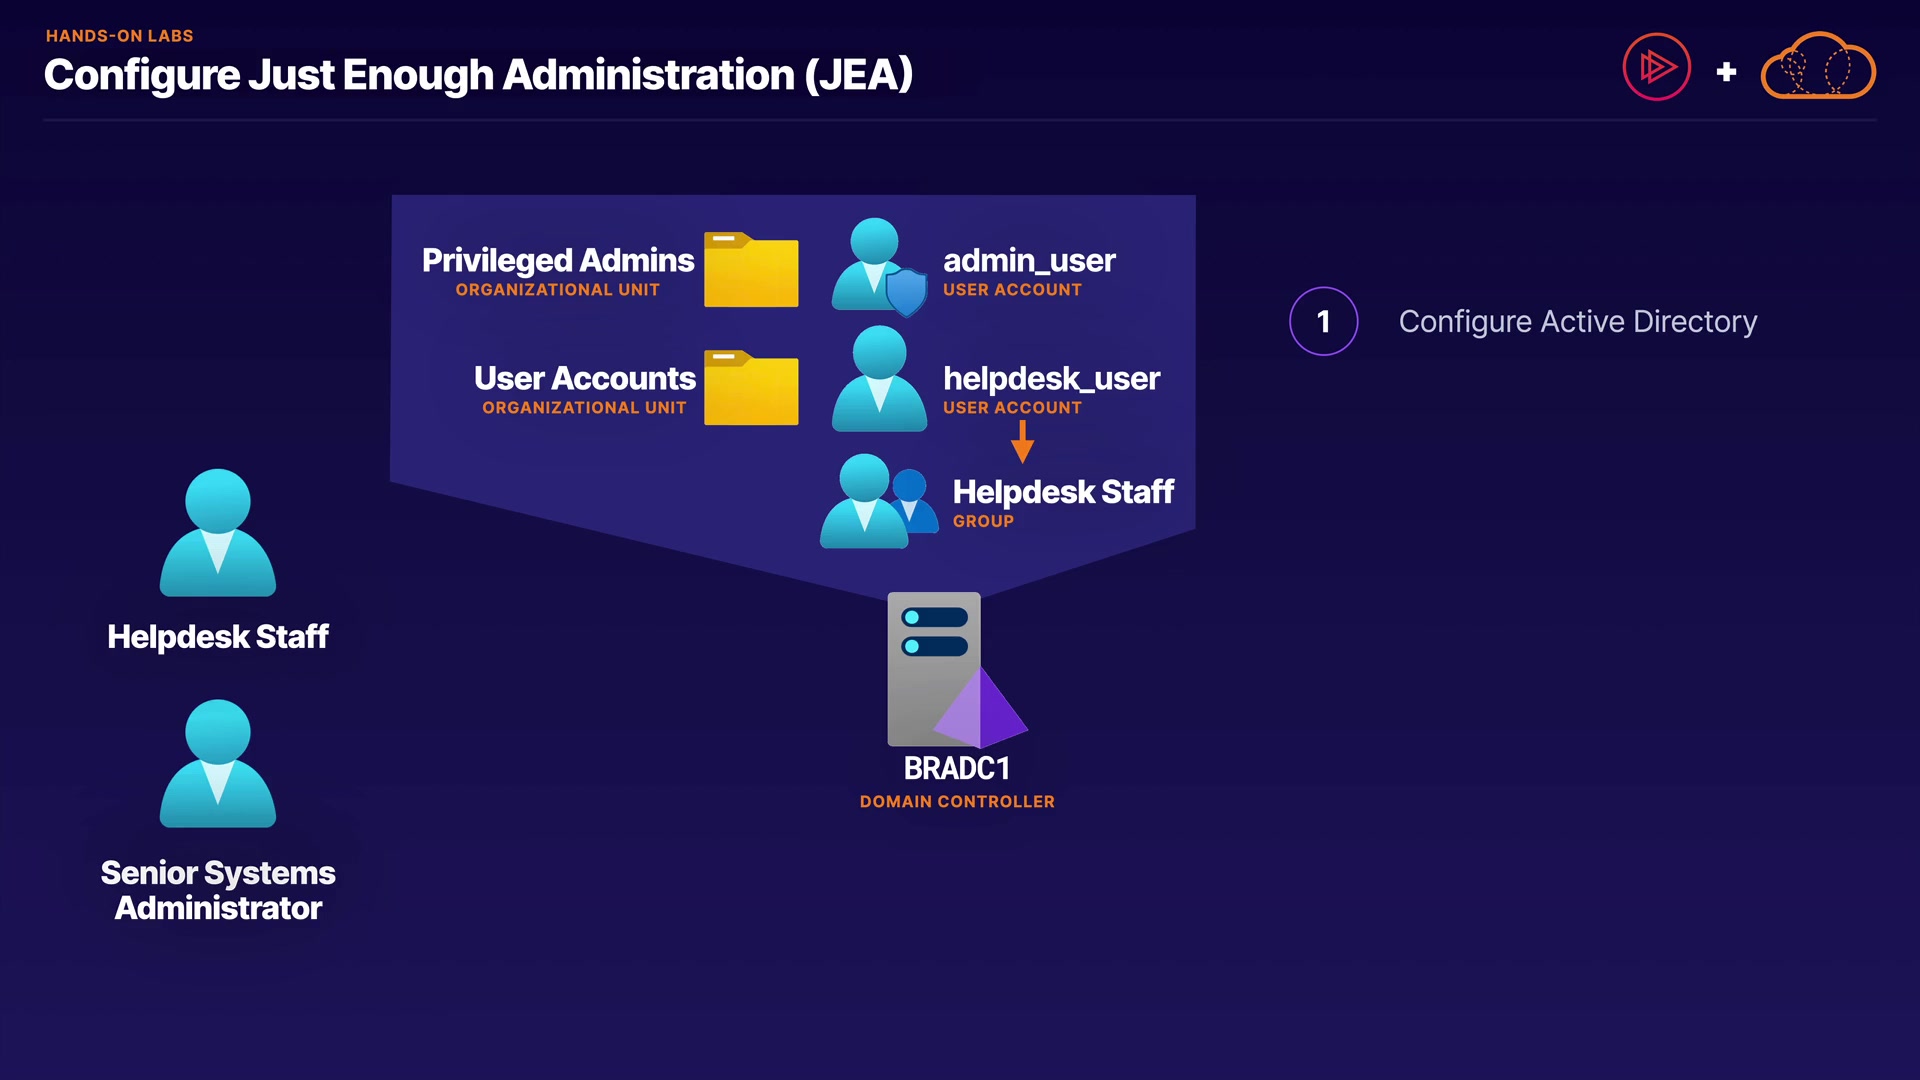 HANDS-ON LABS
Configure Just Enough Administration (JEA)
+
Privileged Admins
ORGANIZATIONAL UNIT
admin_user
USER ACCOUNT
User Accounts
ORGANIZATIONAL UNIT
helpdesk_user
USER ACCOUNT
Helpdesk Staff
GROUP
1
Configure Active Directory
Helpdesk Staff
Senior Systems
Administrator
BRADC1
DOMAIN CONTROLLER